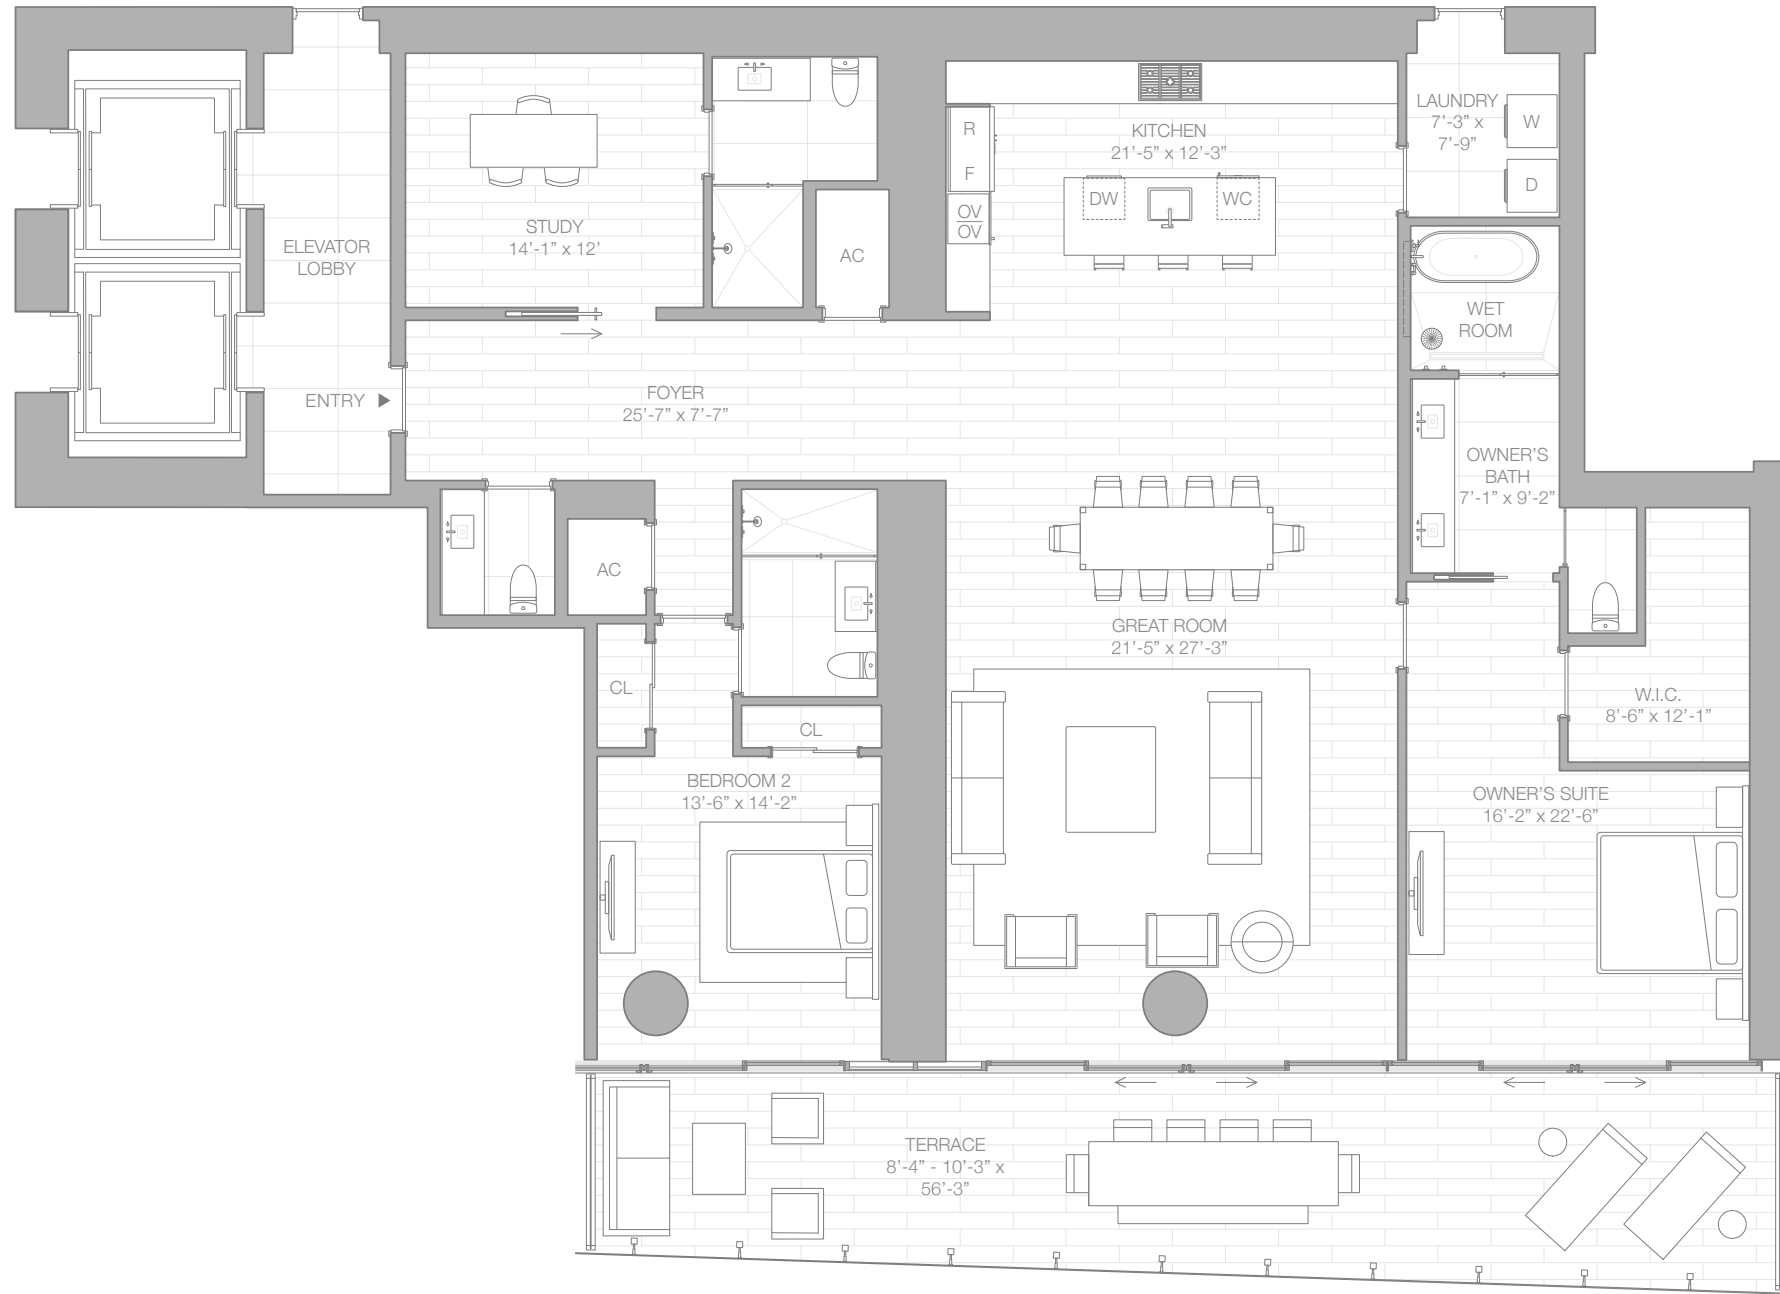 ELEVATOR
LOBBY
ENTRY
STUDY
14’-1” x 12’
AC
R
F
OV
OV
KITCHEN
21’-5” x 12’-3”
DW
WC
LAUNDRY
7’-3” x
7’-9”
W
D
WET
ROOM
FOYER
25’-7” x 7’-7”
OWNER’S
BATH
7’-1” x 9’-2”
AC
CL
CL
GREAT ROOM
21’-5” x 27’-3”
W.I.C.
8’-6” x 12’-1”
BEDROOM 2
13’-6” x 14’-2”
OWNER’S SUITE
16’-2” x 22’-6”
TERRACE
8’-4” - 10’-3” x
56’-3”